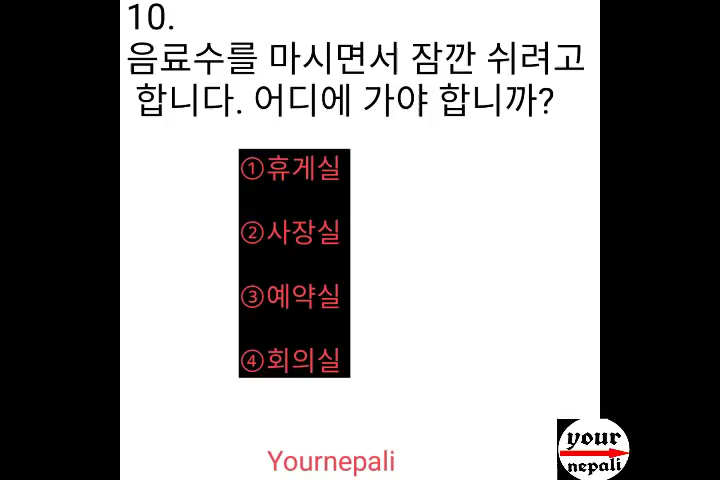 10.
음료수를 마시면서 잠깐 쉬려고
합니다. 어디에 가야 합니까?
①휴게실
②사장실
③예약실
④회의실
Yournepali
your
nepali